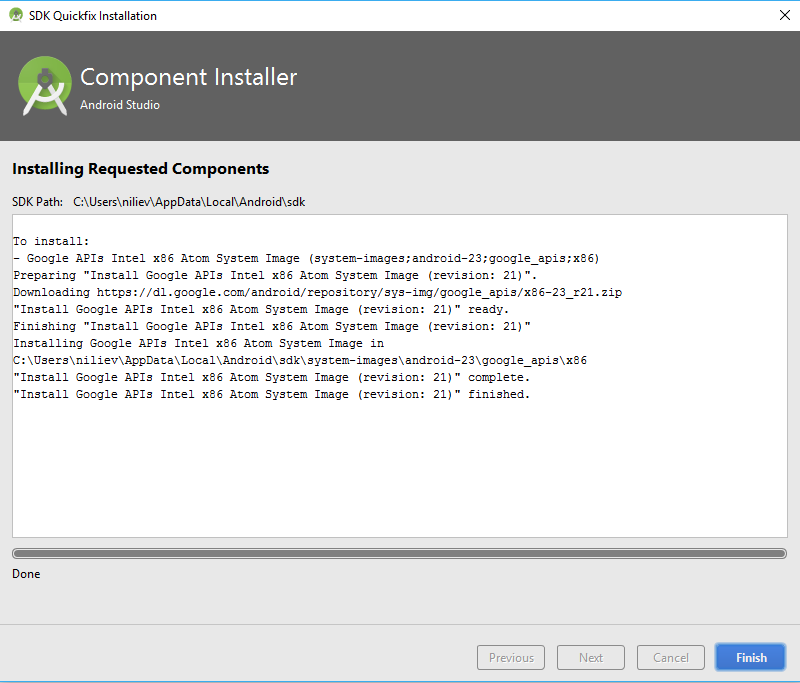 SDK Quickfix Installation
Component Installer
Android Studio
Installing Requested Components
SDK Path: C:\Users\niliev\AppData\Local\Android\sdk
To install:
- Google APIs Intel x86 Atom System Image (system-images;android-23;google_apis;x86)
Preparing "Install Google APIs Intel x86 Atom System Image (revision: 21)".
Downloading https://dl.google.com/android/repository/sys-img/google_apis/x86-23_r21.zip
"Install Google APIs Intel x86 Atom System Image (revision: 21)" ready.
Finishing "Install Google APIs Intel x86 Atom System Image (revision: 21)"
Installing Google APIs Intel x86 Atom System Image in
C:\Users\niliev\AppData\Local\Android\sdk\system-images\android-23\google_apis\x86
"Install Google APIs Intel x86 Atom System Image (revision: 21)" complete.
"Install Google APIs Intel x86 Atom System Image (revision: 21)" finished.
Done
Previous Next Cancel Finish